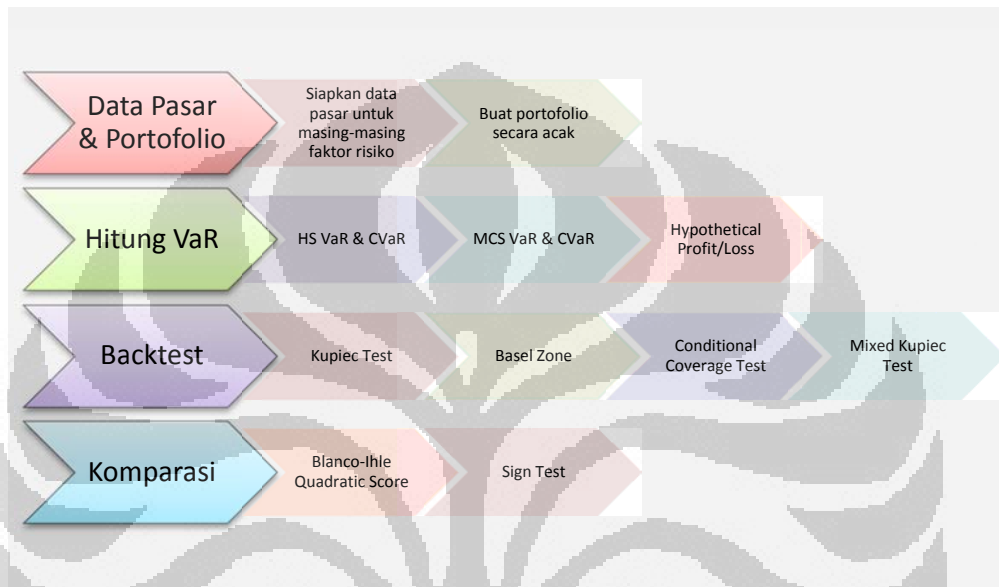 Data Pasar
& Portofolio
Siapkan data
pasar untuk
masing-masing
faktor risiko
Buat portofolio
secara acak
Hitung VaR
HS VaR & CVaR
MCS VaR & CVaR
Hypothetical
Profit/Loss
Backtest
Kupiec Test
Basel Zone
Conditional
Coverage Test
Mixed Kupiec
Test
Komparasi
Blanco-Ihle
Quadratic Score
Sign Test